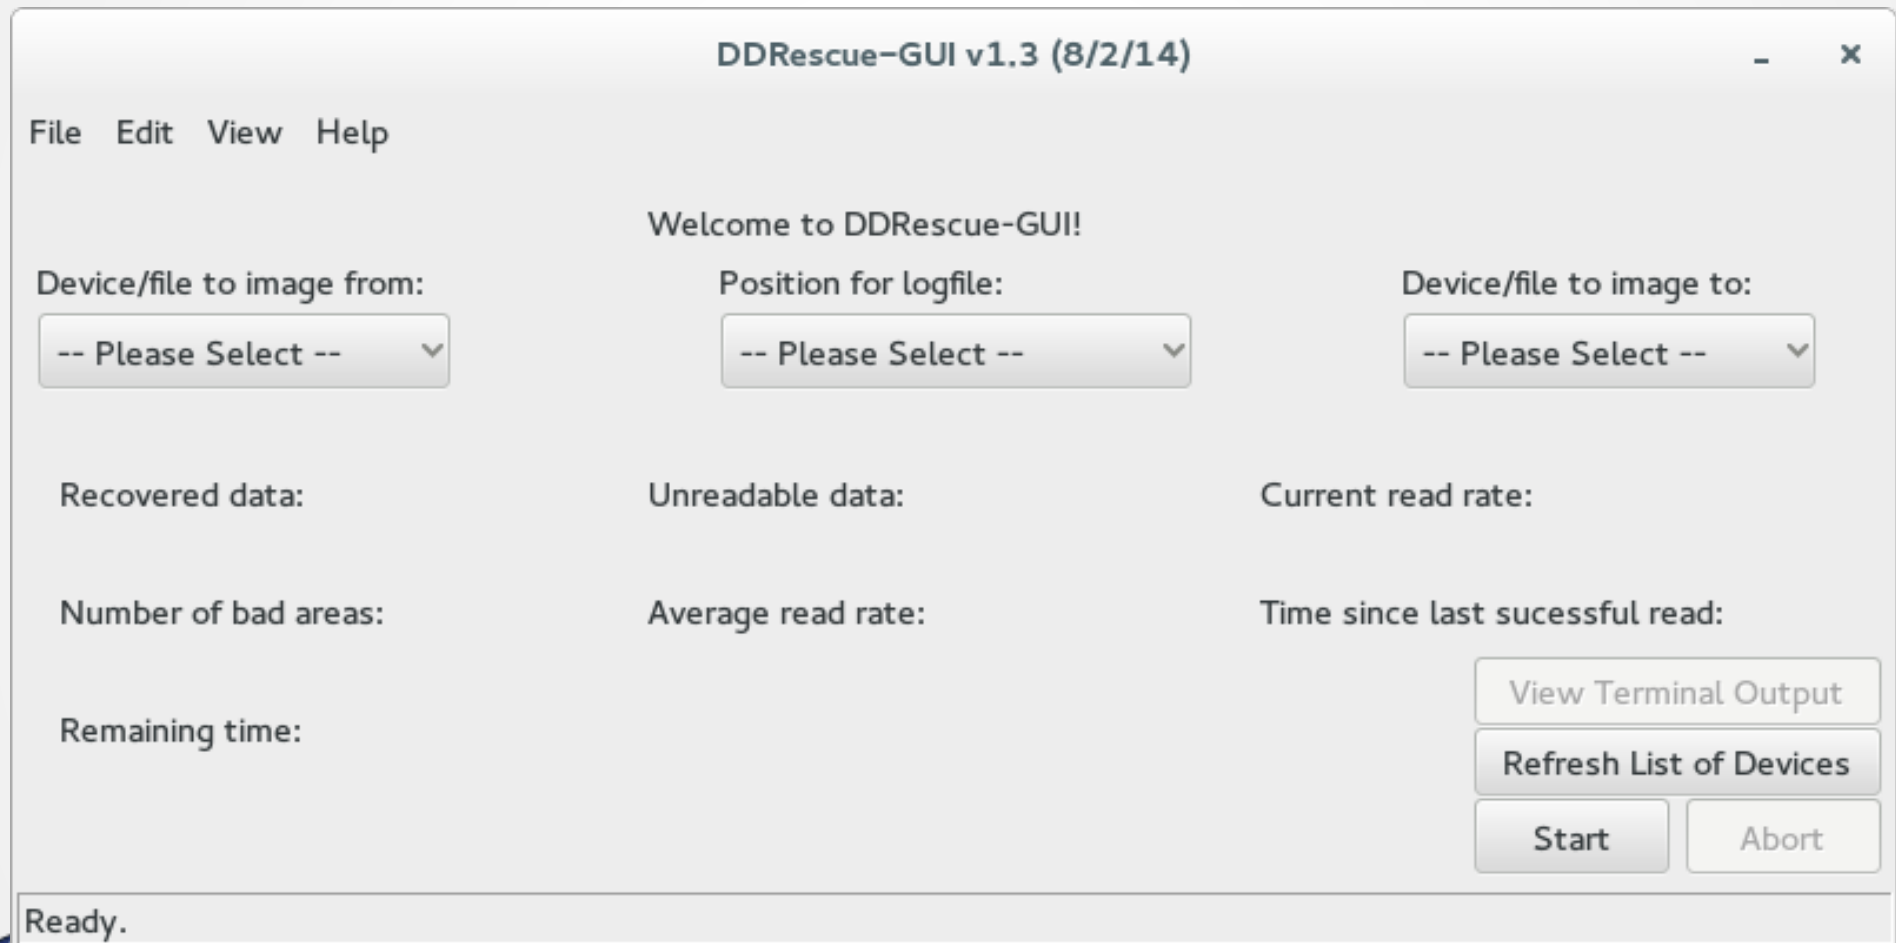 DDRescue-GUI v1.3 (8/2/14)
File Edit View Help
Welcome to DDRescue-GUI!
Device/file to image from: Position for logfile: Device/file to image to:
-- Please Select -- -- Please Select -- -- Please Select --
Recovered data: Unreadable data: Current read rate:
Number of bad areas: Average read rate: Time since last sucessful read:
View Terminal Output
Remaining time:
Refresh List of Devices
Start Abort
Ready.